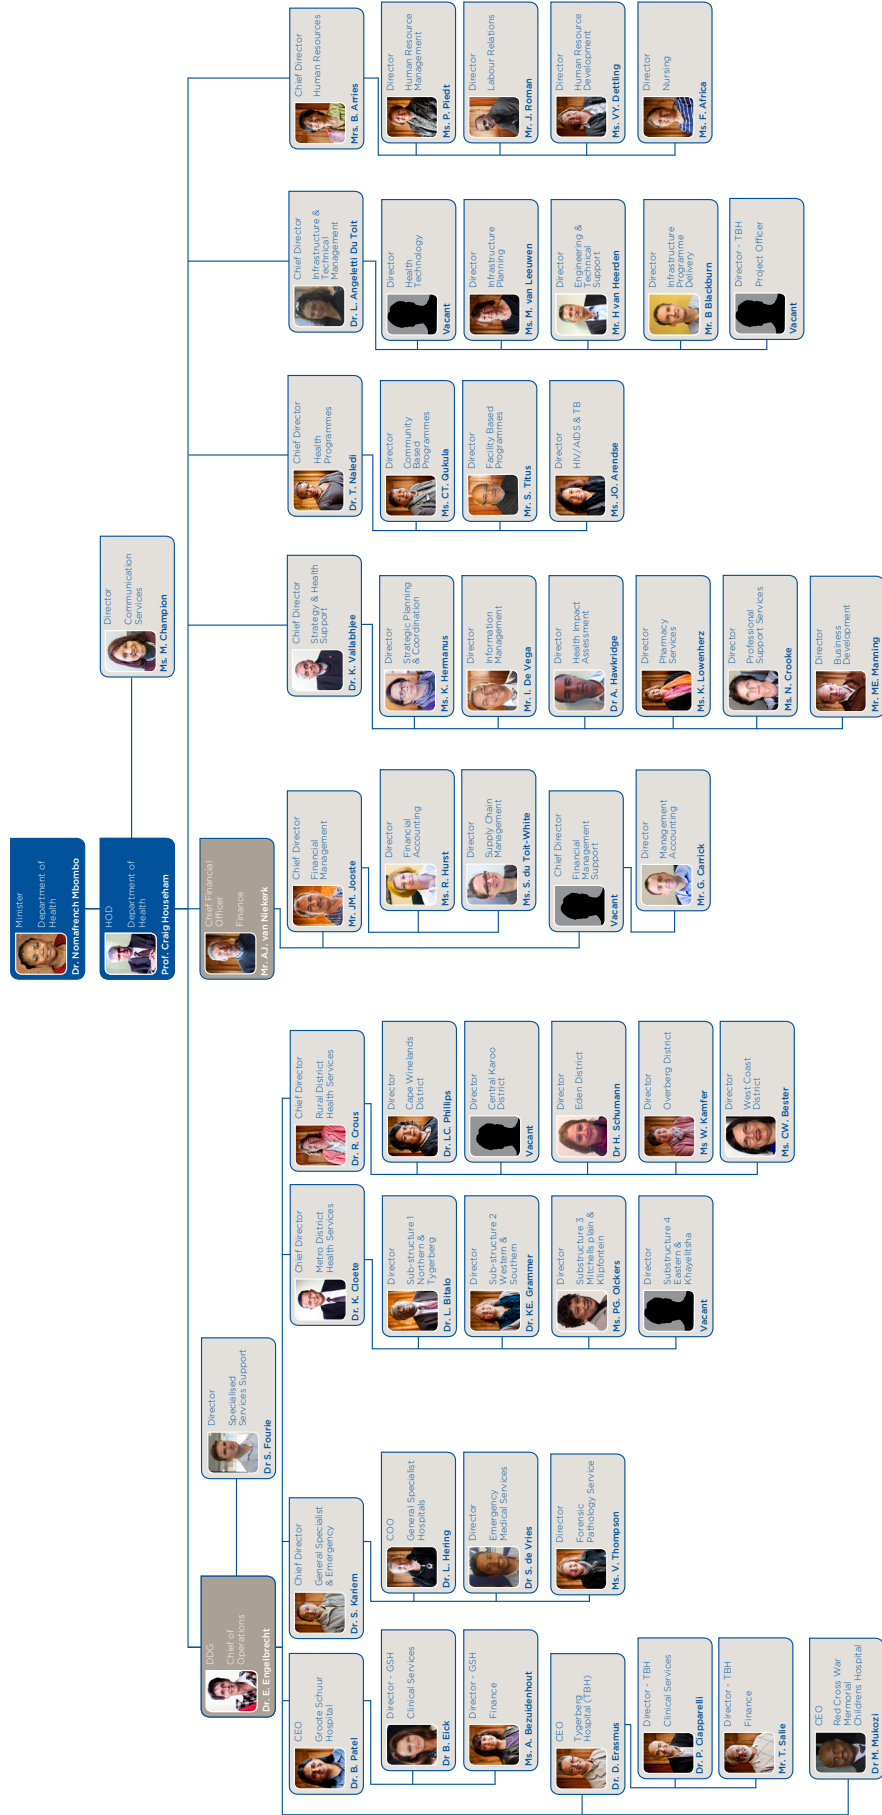 Minister
Department of
Health
Dr. Nomafrench Mbombo
HOD
Department of
Health
Prof. Craig Househam
Director
Communication
Services
Ms. M. Champion
DDG
Chief of
Operations
Dr. E. Engelbrecht
Director
Specialised
Services Support
Dr S. Fourie
Chief Financial
Officer
Finance
Mr. A.J. van Niekerk
CEO
Groote Schuur
Hospital
Dr. B. Patel
Director - GSH
Clinical Services
Dr B. Eick
Director - GSH
Finance
Ms. A. Bezuidenhout
CEO
Tygerberg
Hospital (TBH)
Dr. D. Erasmus
Director - TBH
Clinical Services
Dr. P. Ciapparelli
Director - TBH
Finance
Mr. T. Salie
CEO
Red Cross War
Memorial
Childrens Hospital
Dr M. Mukozi
Chief Director
General Specialist
& Emergency
Dr. S. Kariem
COO
General Specialist
Hospitals
Dr. L. Hering
Director
Emergency
Medical Services
Dr S. de Vries
Director
Forensic
Pathology Service
Ms. V. Thompson
Chief Director
Metro District
Health Services
Dr. K. Cloete
Director
Sub-structure 1
Northern &
Tygerberg
Dr. L. Bitalo
Director
Sub-structure 2
Western &
Southern
Dr. KE. Grammer
Director
Substructure 3
Mitchells plain &
Klipfontein
Ms. PG. Olckers
Director
Substructure 4
Eastern &
Khayelitsha
Vacant
Chief Director
Rural District
Health Services
Dr. R. Crous
Director
Cape Winelands
District
Dr. LC. Phillips
Director
Central Karoo
District
Vacant
Director
Eden District
Dr H. Schumann
Director
Overberg District
Ms W. Kamfer
Director
West Coast
District
Ms. CW. Bester
Chief Director
Financial
Management
Mr. JM. Jooste
Director
Financial
Accounting
Ms. R. Hurst
Director
Supply Chain
Management
Ms. S. du Toit-White
Chief Director
Financial
Management
Support
Vacant
Director
Management
Accounting
Mr. G. Carrick
Chief Director
Strategy & Health
Support
Dr. K. Vallabhjee
Director
Strategic Planning
& Coordination
Ms. K. Hermanus
Director
Information
Management
Mr. I. De Vega
Director
Health Impact
Assessment
Dr A. Hawkridge
Director
Pharmacy
Services
Ms. K. Lowenherz
Director
Professional
Support Services
Ms. N. Crooke
Director
Business
Development
Mr. ME. Manning
Chief Director
Health
Programmes
Dr. T. Naledi
Director
Community
Based
Programmes
Ms. CT. Qukula
Director
Facility Based
Programmes
Mr. S. Titus
Director
HIV/AIDS & TB
Ms. JO. Arendse
Chief Director
Infrastructure &
Technical
Management
Dr. L. Angeletti Du Toit
Director
Health
Technology
Vacant
Director
Infrastructure
Planning
Ms. M. van Leeuwen
Director
Engineering &
Technical
Support
Mr. H van Heerden
Director
Infrastructure
Programme
Delivery
Mr. B Blackburn
Director - TBH
Project Officer
Vacant
Chief Director
Human Resources
Mrs. B. Arries
Director
Human Resource
Management
Ms. P. Piedt
Director
Labour Relations
Mr. J. Roman
Director
Human Resource
Development
Ms. VY. Dettling
Director
Nursing
Ms. F. Africa